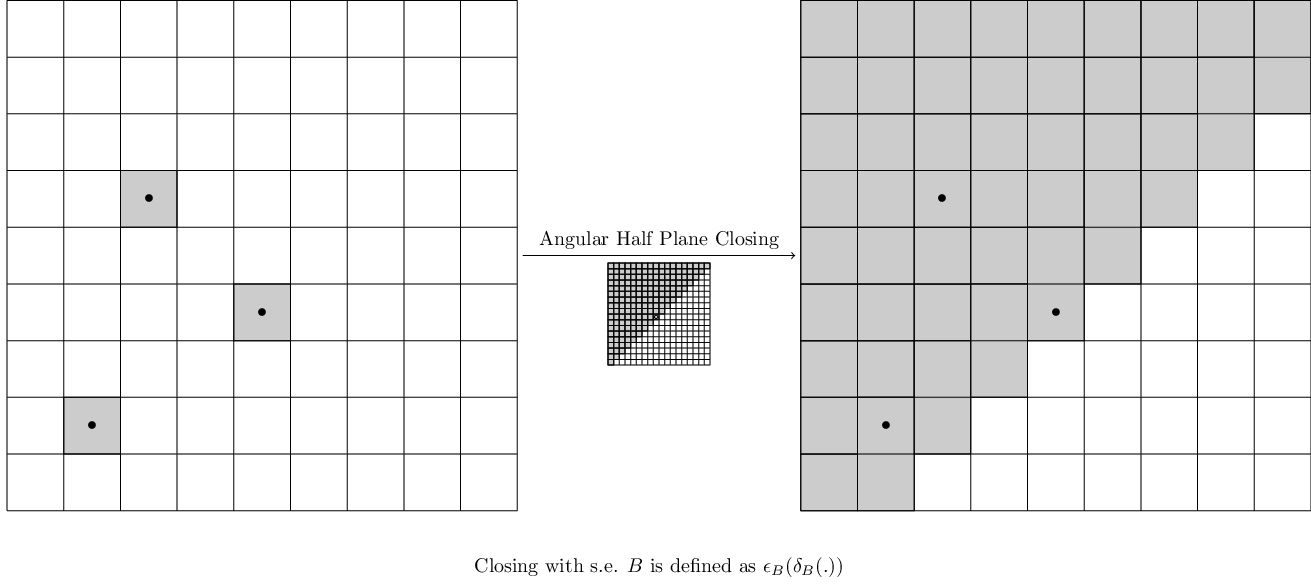 Angular Half Plane Closing
Closing with s.e. B is defined as ϵ_B(δ_B(.))